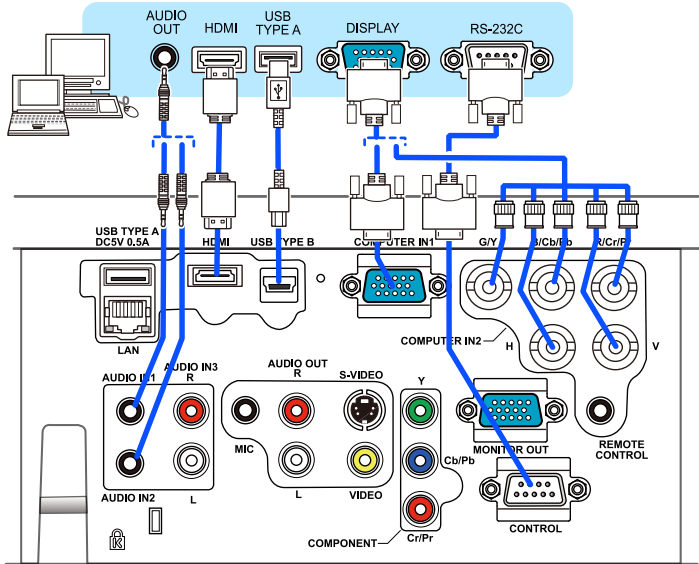 AUDIO
OUT
HDMI
USB
TYPE A
DISPLAY
RS-232C
USB TYPE A
DC5V 0.5A
HDMI
USB TYPE B
COMPUTER IN1
G/Y
B/Cb/Pb
R/Cr/Pr
LAN
COMPUTER IN2
H
V
AUDIO IN1
AUDIO IN3
R
AUDIO OUT
R
S-VIDEO
Y
MIC
MONITOR OUT
REMOTE
CONTROL
Cb/Pb
AUDIO IN2
L
L
VIDEO
CONTROL
K
COMPONENT
Cr/Pr